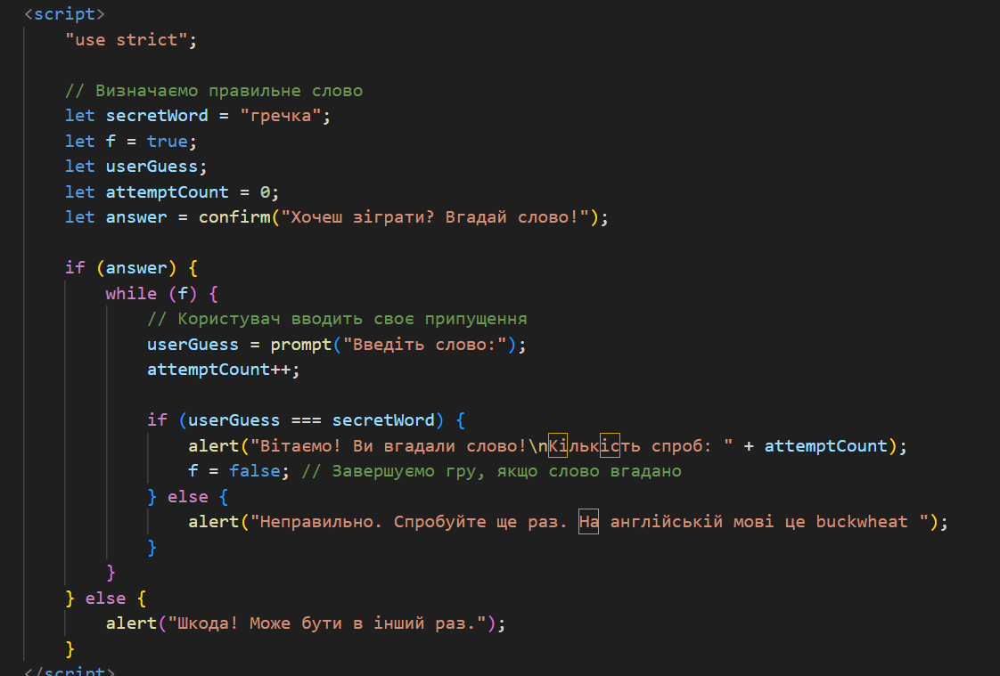 <script>
"use strict";
// Визначаємо правильне слово
let secretWord = "гречка";
let f = true;
let userGuess;
let attemptCount = 0;
let answer = confirm("Хочеш зіграти? Вгадай слово!");
if (answer) {
while (f) {
// Користувач вводить своє припущення
userGuess = prompt("Введіть слово:");
attemptCount++;
if (userGuess === secretWord) {
alert("Вітаємо! Ви вгадали слово!\nКількість спроб: " + attemptCount);
f = false; // Завершуємо гру, якщо слово вгадано
} else {
alert("Неправильно. Спробуйте ще раз. На англійській мові це buckwheat ");
}
}
} else {
alert("Шкода! Може бути в інший раз.");
}
</script>